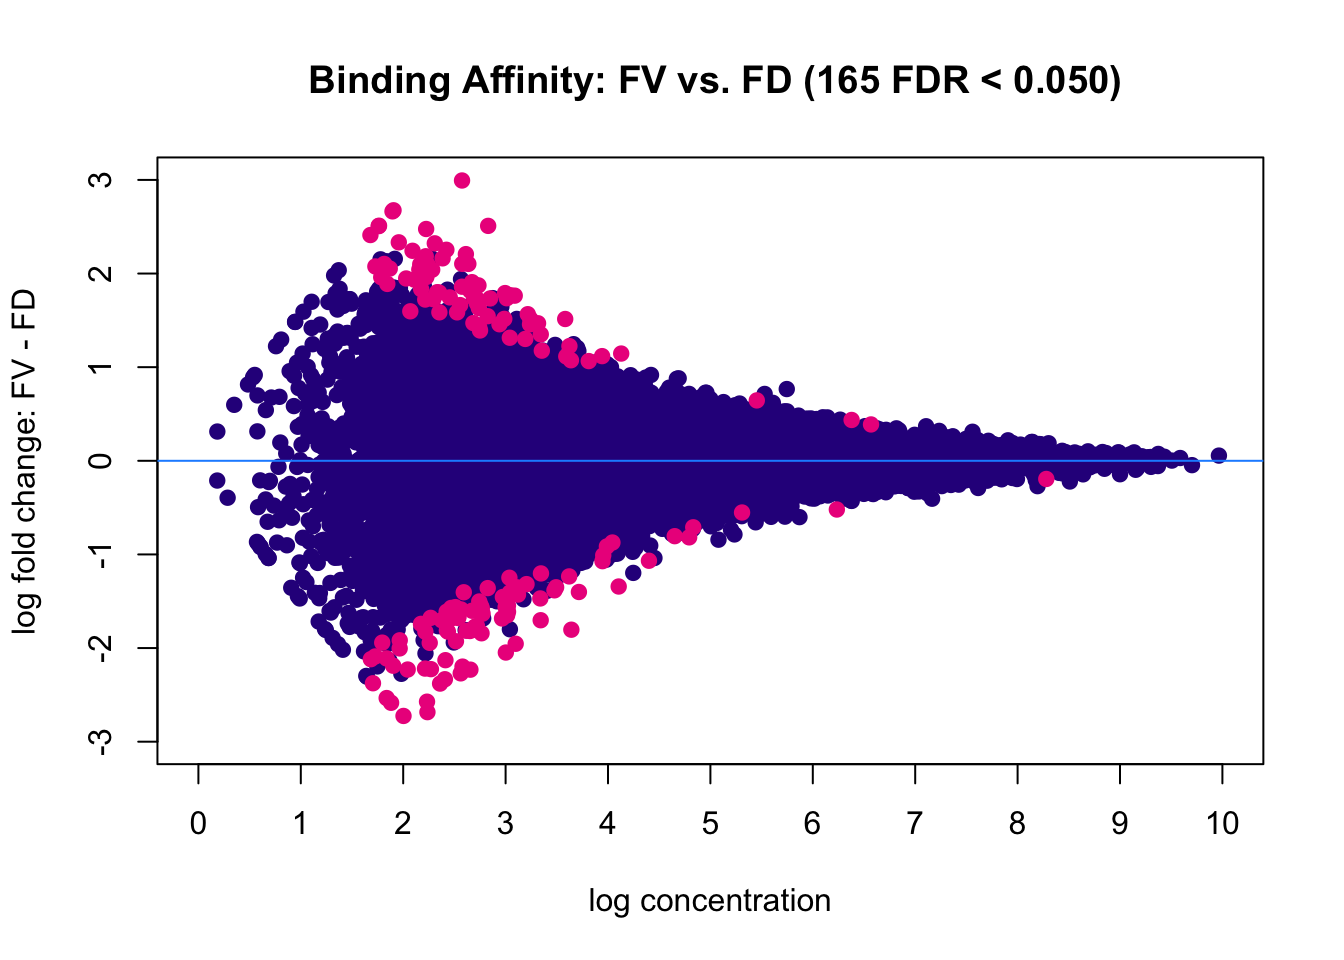 Binding Affinity: FV vs. FD (165 FDR < 0.050)
log fold change: FV - FD
3
2
1
0
-1
-2
-3
0 1 2 3 4 5 6 7 8 9 10
log concentration